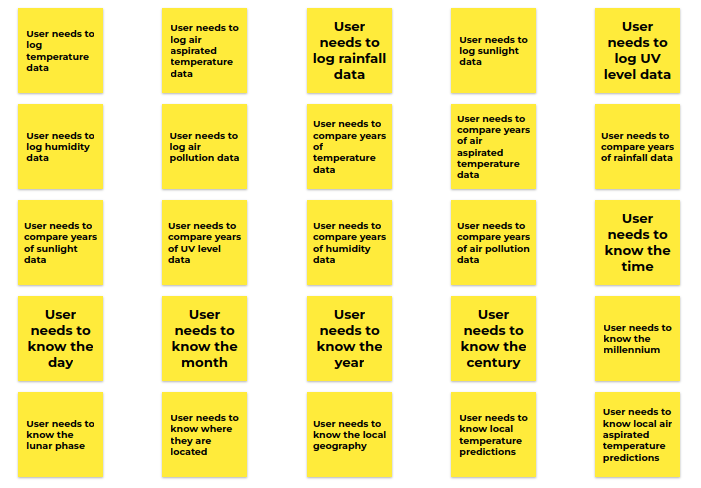 User needs to
log
temperature
data
User needs to
log air
aspirated
temperature
data
User
needs to
log rainfall
data
User needs to
log sunlight
data
User
needs to
log UV
level data
User needs to
log humidity
data
User needs to
log air
pollution data
User needs to
compare years
of
temperature
data
User needs to
compare years
of air
aspirated
temperature
data
User needs to
compare years
of rainfall data
User needs to
compare years
of sunlight
data
User needs to
compare years
of UV level
data
User needs to
compare years
of humidity
data
User needs to
compare years
of air pollution
data
User
needs to
know the
time
User
needs to
know the
day
User
needs to
know the
month
User
needs to
know the
year
User
needs to
know the
century
User needs to
know the
millennium
User needs to
know the
lunar phase
User needs to
know where
they are
located
User needs to
know the local
geography
User needs to
know local
temperature
predictions
User needs to
know local air
aspirated
temperature
predictions